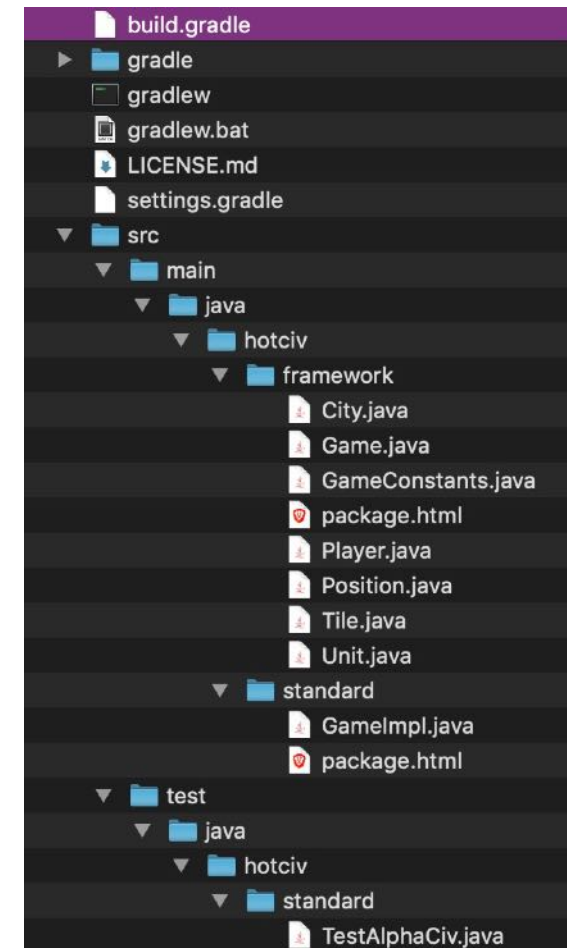 build.gradle
gradle
gradlew
gradlew.bat
LICENSE.md
settings.gradle
src
main
java
hotciv
framework
City.java
Game.java
GameConstants.java
package.html
Player.java
Position.java
Tile.java
Unit.java
standard
GameImpl.java
package.html
test
java
hotciv
standard
TestAlphaCiv.java